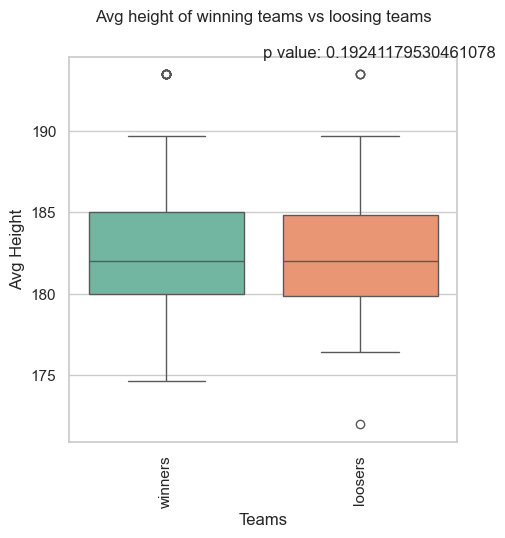 Avg height of winning teams vs loosing teams
p value: 0.19241179530461078
190
185
180
175
Avg Height
winners
loosers
Teams